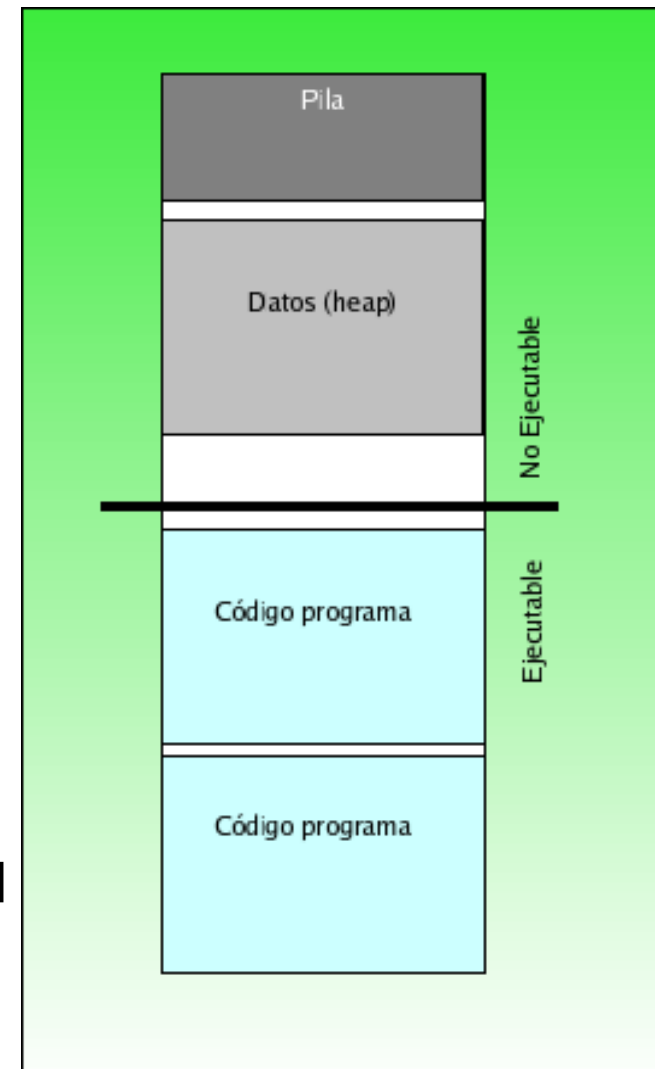 Pila
Datos (heap)
No Ejecutable
Código programa
Ejecutable
Código programa